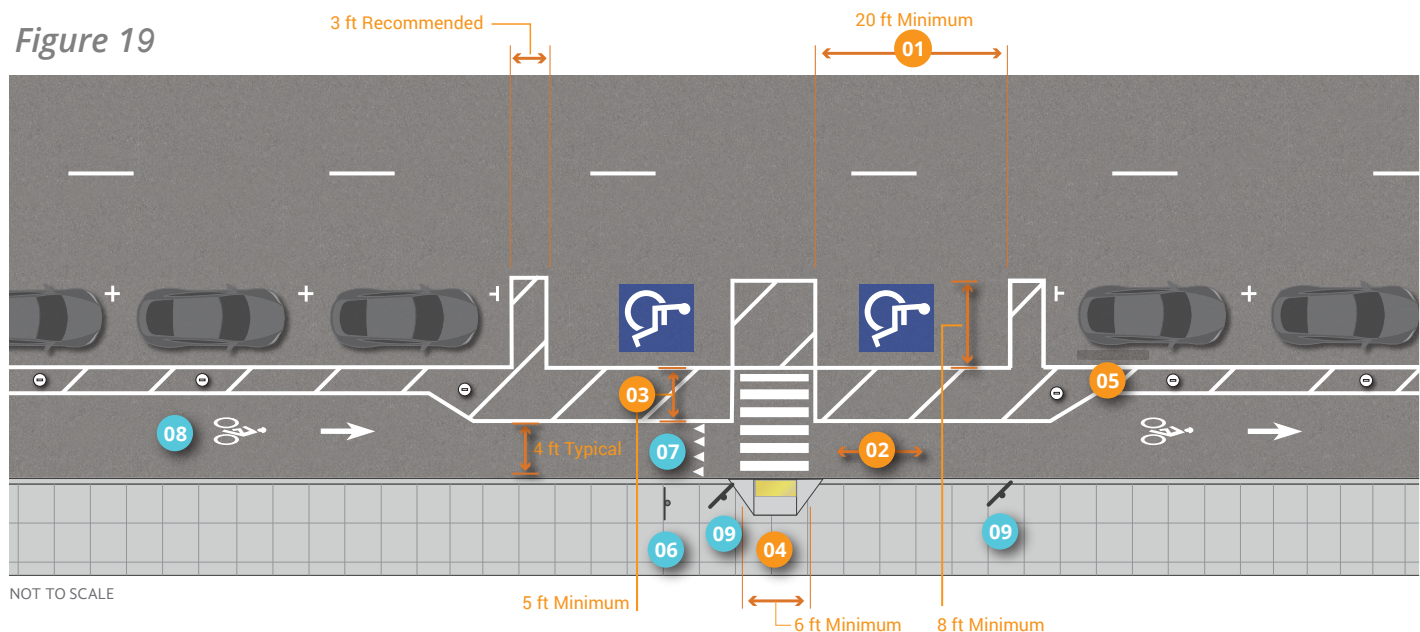 Figure 19
3 ft Recommended
20 ft Minimum
01
03
05
08
4 ft Typical
07
02
06
09
04
09
NOT TO SCALE
5 ft Minimum
6 ft Minimum
8 ft Minimum